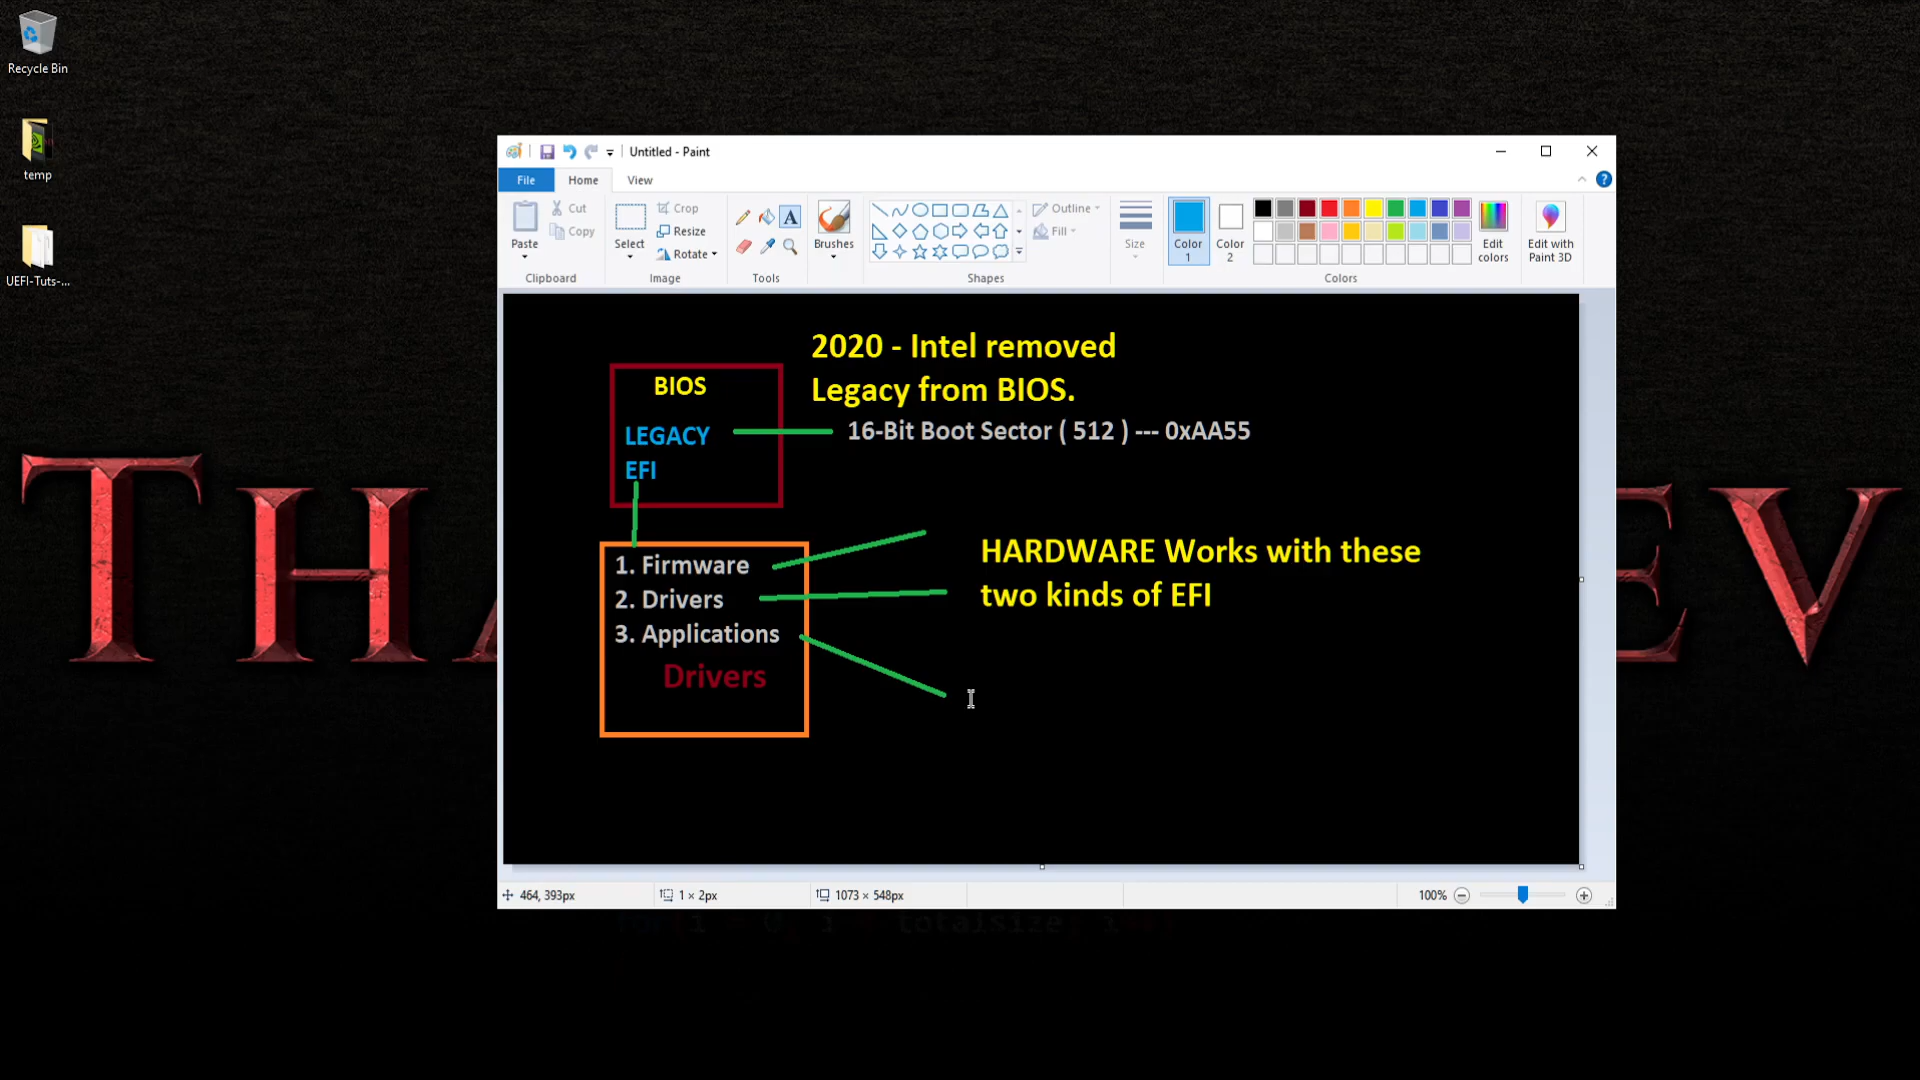 Recycle Bin
temp
UEFI-Tuts-...
Untitled - Paint
File
Home
View
Paste
Cut
Copy
Clipboard
Select
Crop
Resize
Rotate
Image
A
Tools
Brushes
Outline
Fill
Shapes
Size
Color 1
Color 2
Edit colors
Edit with Paint 3D
Colors
2020 - Intel removed
Legacy from BIOS.
BIOS
LEGACY
16-Bit Boot Sector ( 512 ) --- 0xAA55
EFI
1. Firmware
2. Drivers
3. Applications
Drivers
HARDWARE Works with these
two kinds of EFI
464, 393px
1 × 2px
1073 × 548px
100%
TH
EV
totalsize